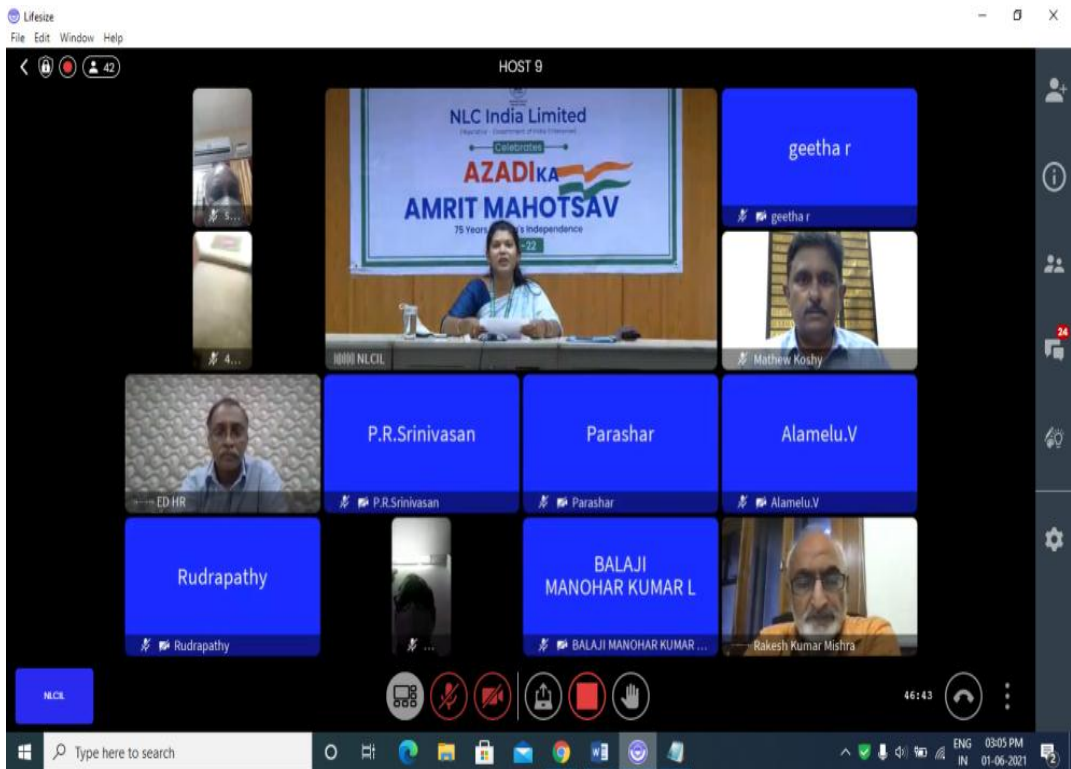 Lifesize
File Edit Window Help
42
HOST 9
NLC India Limited
Celebrates
AZADI KA
AMRIT MAHOTSAV
75 Years
's Independence
-22
NLCIL
geetha r
geetha r
S...
4...
Mathew Koshy
ED HR
P.R.Srinivasan
P.R.Srinivasan
Parashar
Parashar
Alamelu.V
Alamelu.V
24
Rudrapathy
Rudrapathy
...
BALAJI
MANOHAR KUMAR L
BALAJI MANOHAR KUMAR ...
Rakesh Kumar Mishra
NLCIL
46:43
Type here to search
ENG
IN
03:05 PM
01-06-2021
2